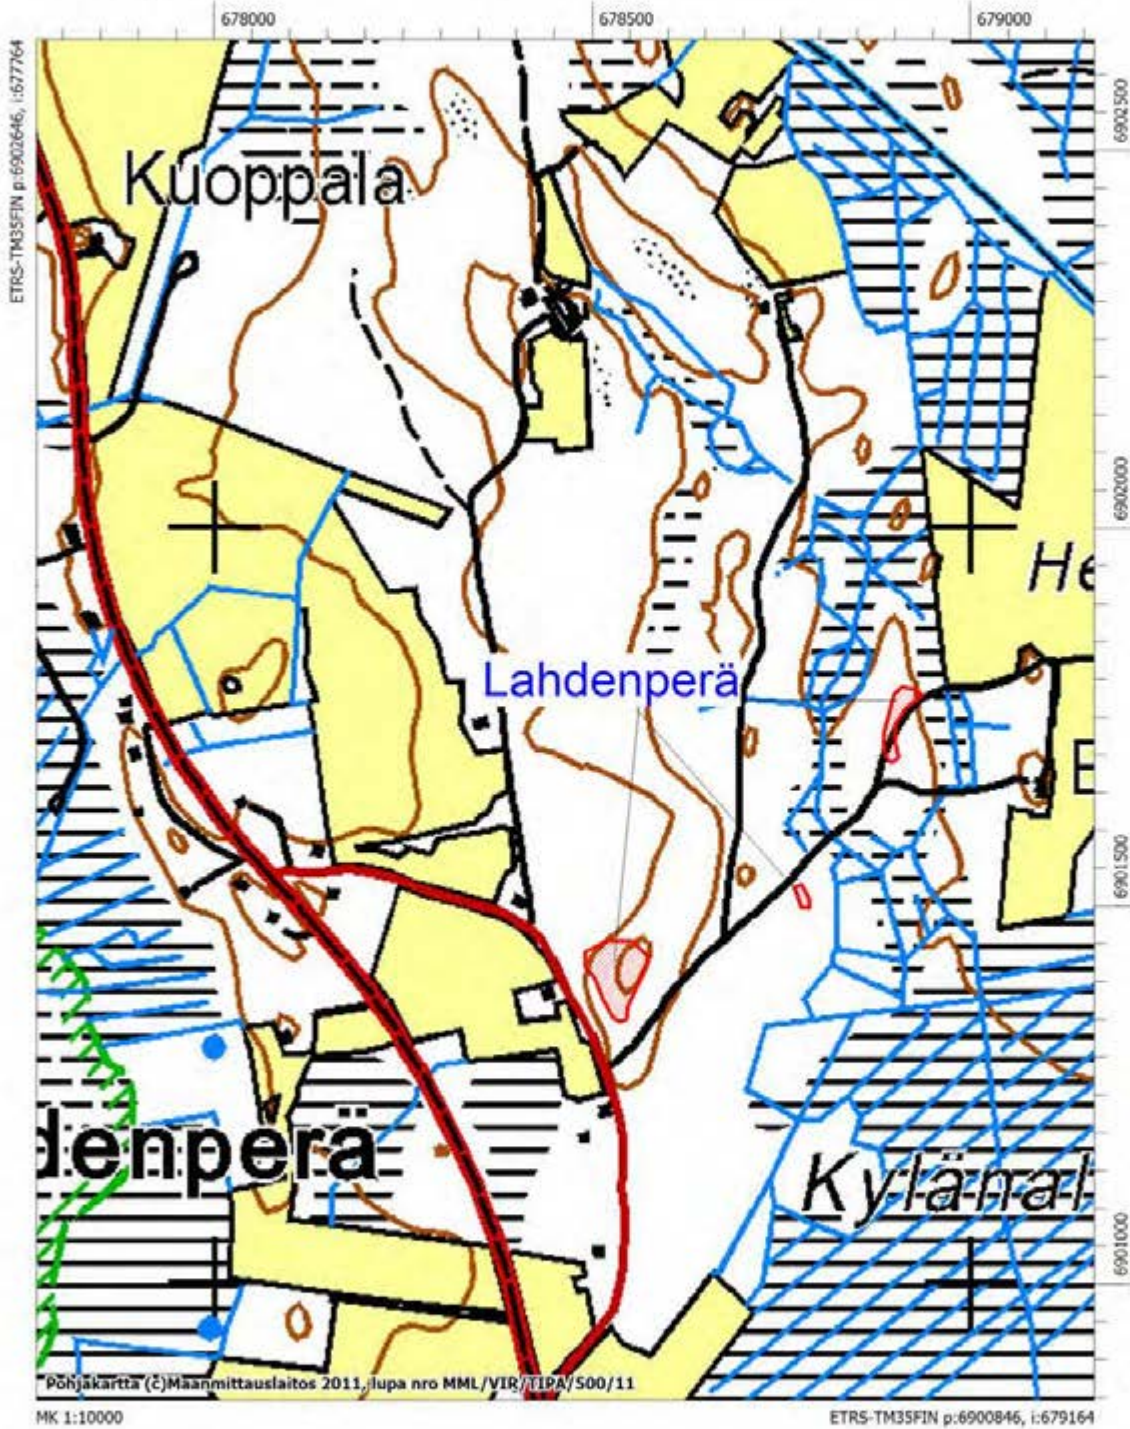 678000 678500 679000
ETRS-TM35FIN p:6902646, i:677764
6902500
Kuoppala
6902000
He
Lahdenperä
E
6901500
denperä
Kylänal
6901000
Pohjakartta (c)Maanmittauslaitos 2011, lupa nro MML/VIR/TIPA/500/11
MK 1:10000 ETRS-TM35FIN p:6900846, i:679164